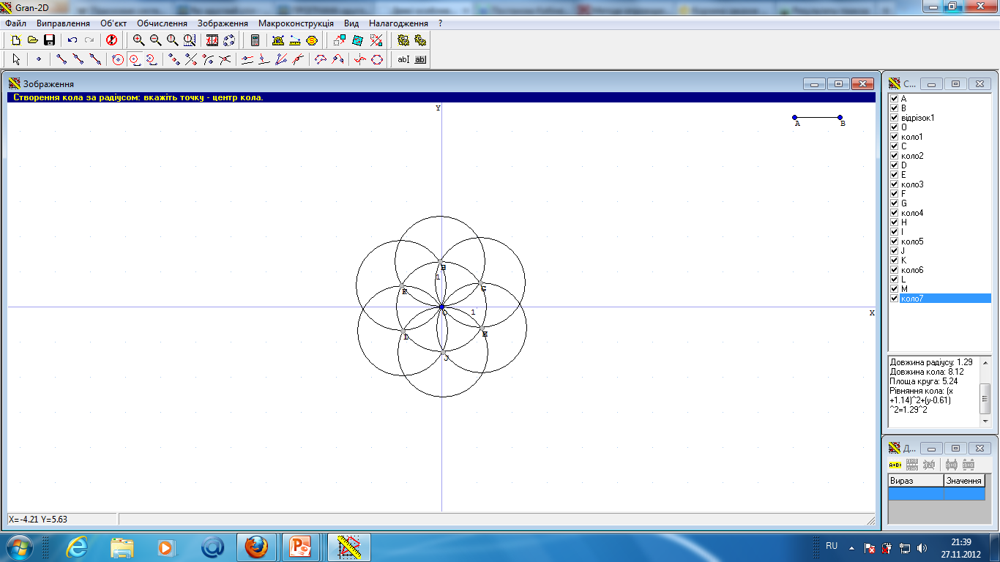 Gran-2D
Файл Виправлення Об'єкт Обчислення Зображення Макроконструкція Вид Налагодження ?
abI ab|
Зображення
Створення кола за радіусом: вкажіть точку - центр кола.
Y
A B
1
G
O 1
X
J
X=-4.21 Y=5.63
С...
A
B
відрізок1
O
коло1
C
коло2
D
E
коло3
F
G
коло4
H
I
коло5
J
K
коло6
L
M
коло7
Довжина радіусу: 1.29
Довжина кола: 8.12
Площа круга: 5.24
Рівняння кола: (x
+1.14)^2+(y-0.61)
^2=1.29^2
Д...
A+B=
Вираз Значення
RU
21:39
27.11.2012